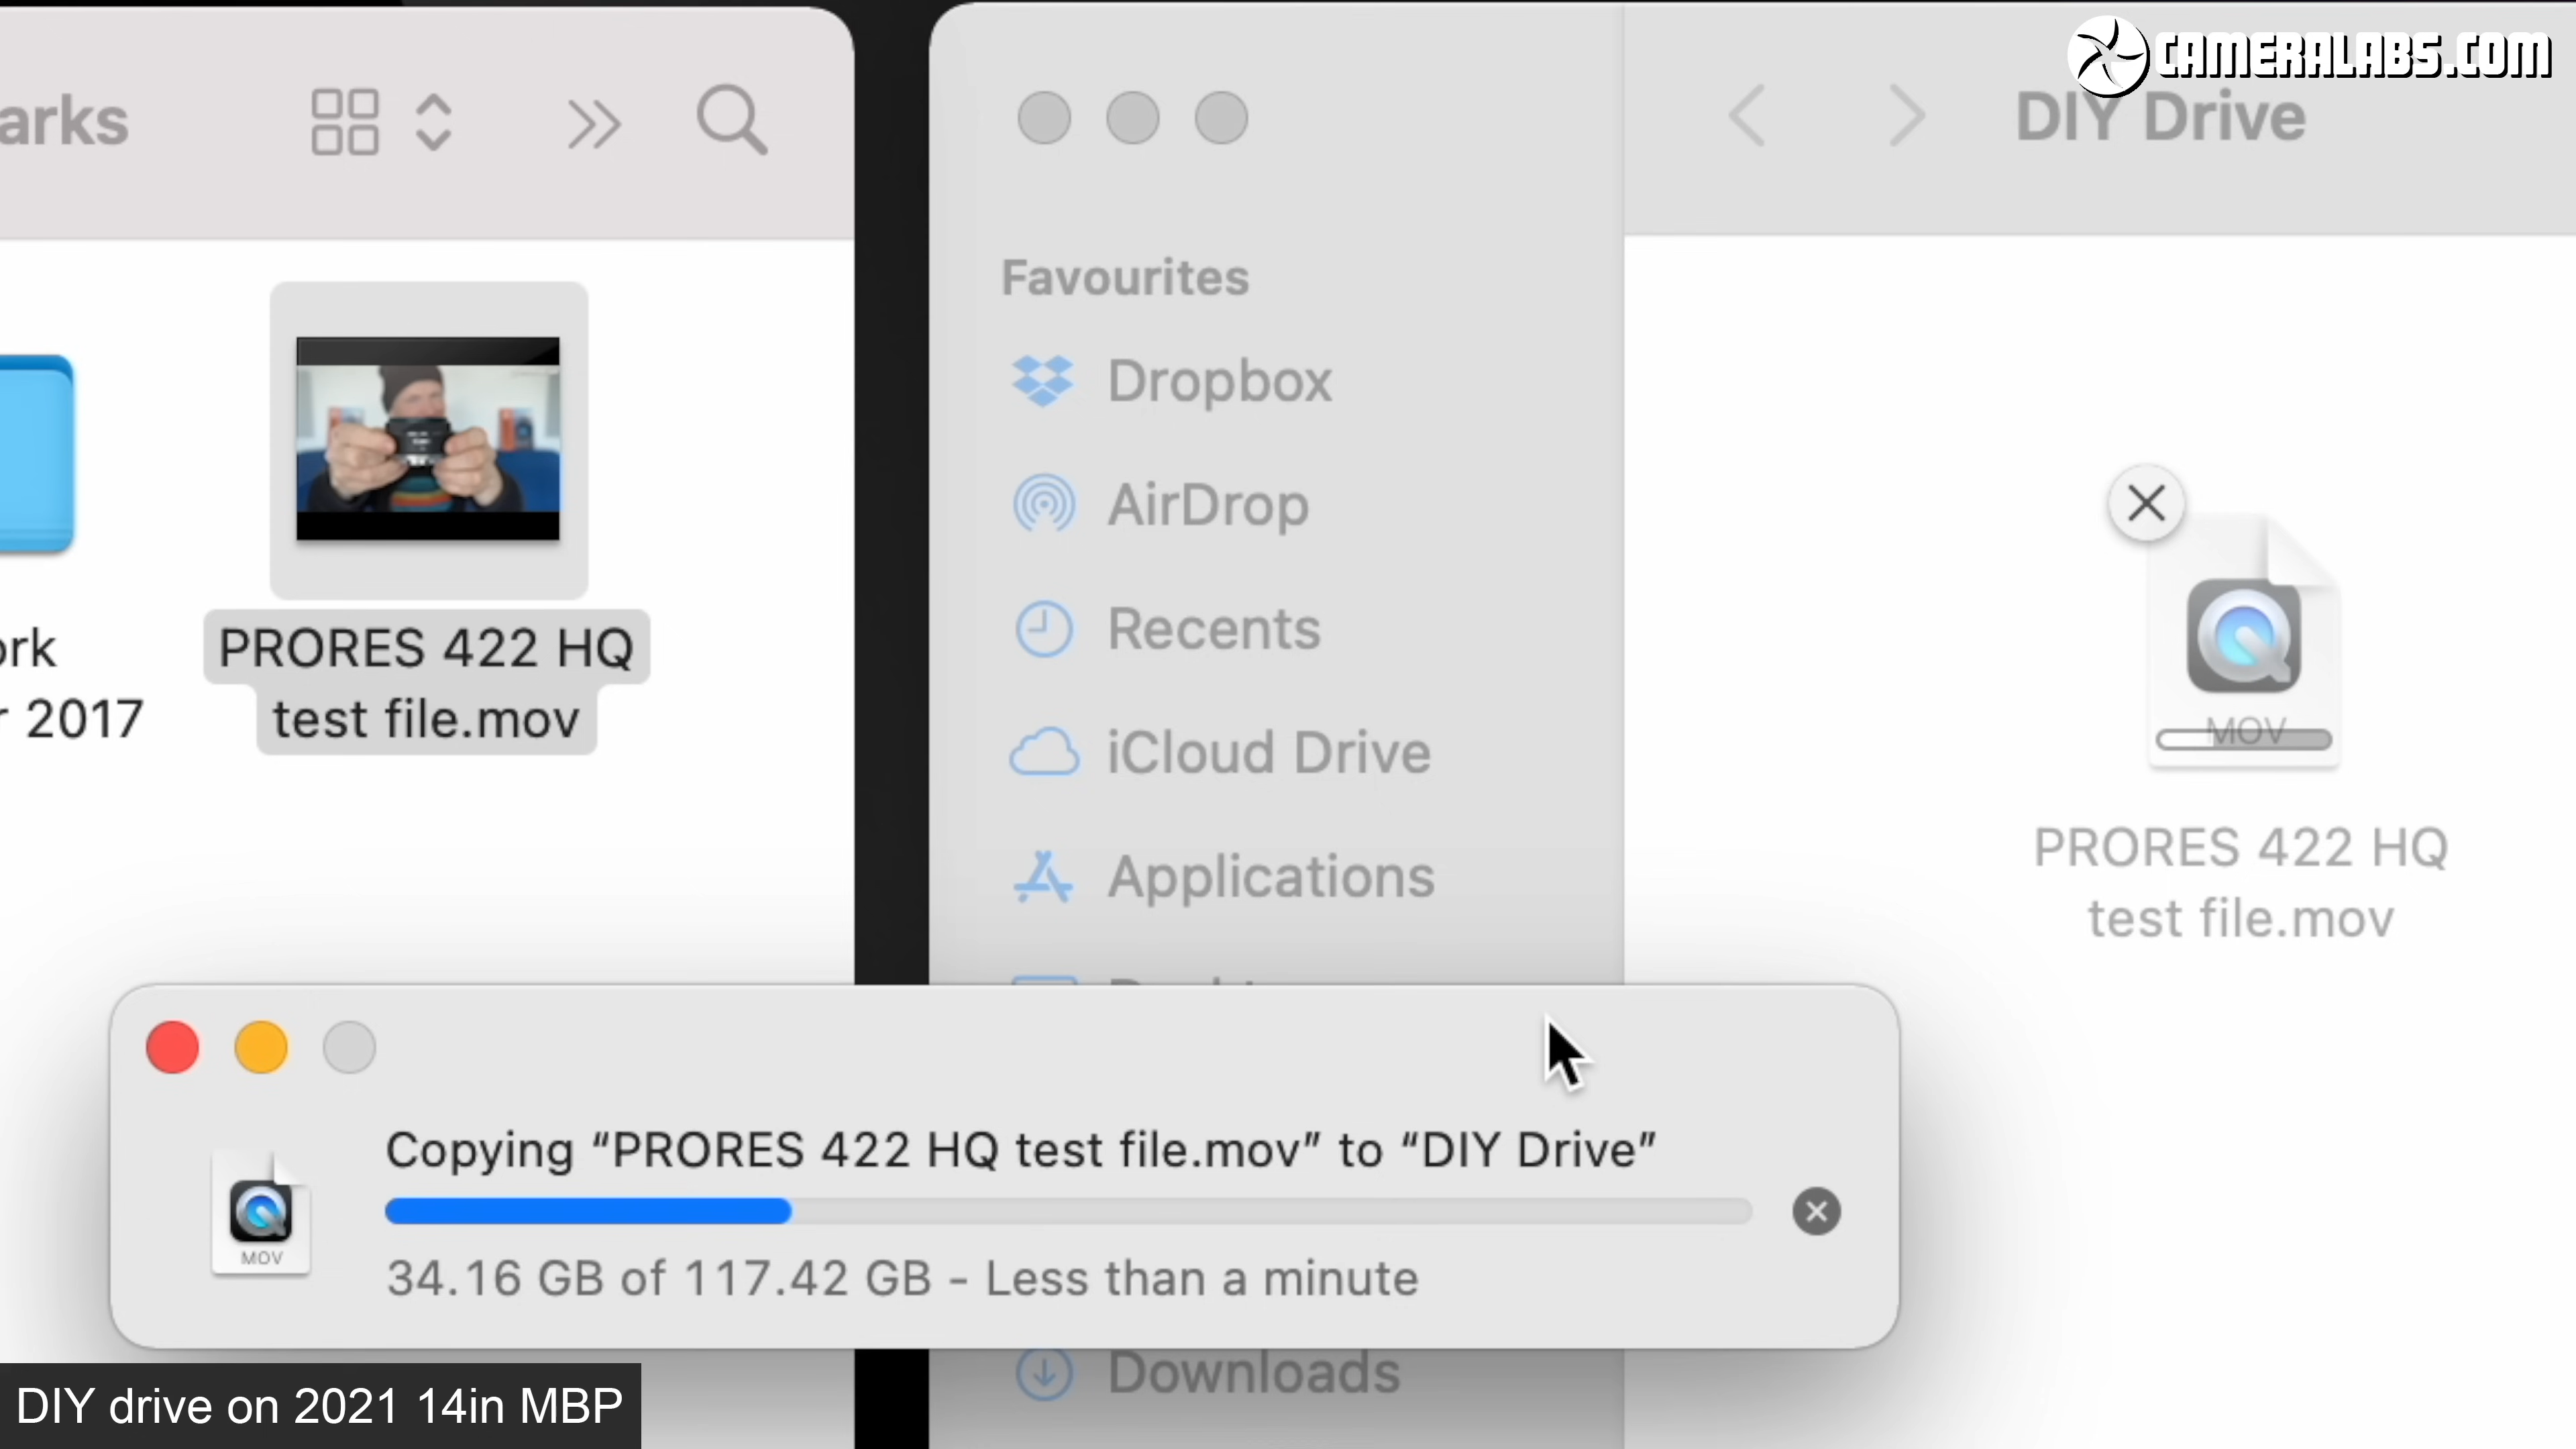 CAMERALABS.COM
arks
DIY Drive
Favourites
Dropbox
AirDrop
Recents
iCloud Drive
Applications
ork
r 2017
PRORES 422 HQ
test file.mov
MOV
PRORES 422 HQ
test file.mov
Copying “PRORES 422 HQ test file.mov” to “DIY Drive”
MOV
34.16 GB of 117.42 GB - Less than a minute
Downloads
DIY drive on 2021 14in MBP